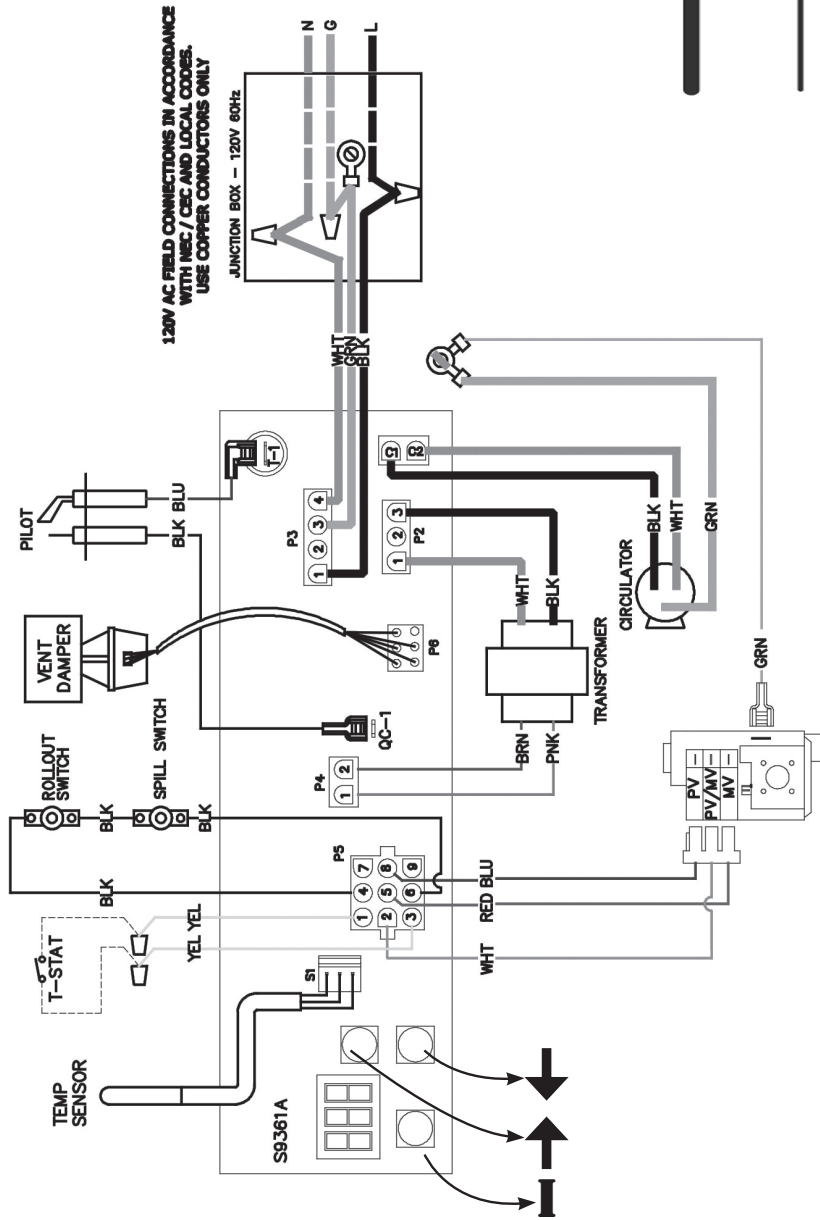 120V AC FIELD CONNECTIONS IN ACCORDANCE
WITH NEC / CEC AND LOCAL CODES.
USE COPPER CONDUCTORS ONLY
JUNCTION BOX – 120V 60Hz
N
G
L
WHT
GRN
BLK
PILOT
BLU
BLK
T-1
P3
1
2
3
4
C1
C2
P2
1
2
3
VENT
DAMPER
P6
QC-1
WHT
BLK
TRANSFORMER
BRN
PNK
CIRCULATOR
BLK
WHT
GRN
GRN
ROLLOUT
SWITCH
SPILL SWITCH
BLK
BLK
BLK
P4
1
2
P5
7
8
9
4
5
6
1
2
3
T-STAT
YEL
YEL
BLU
RED
WHT
PV
PV/MV
MV
TEMP
SENSOR
S1
S9361A